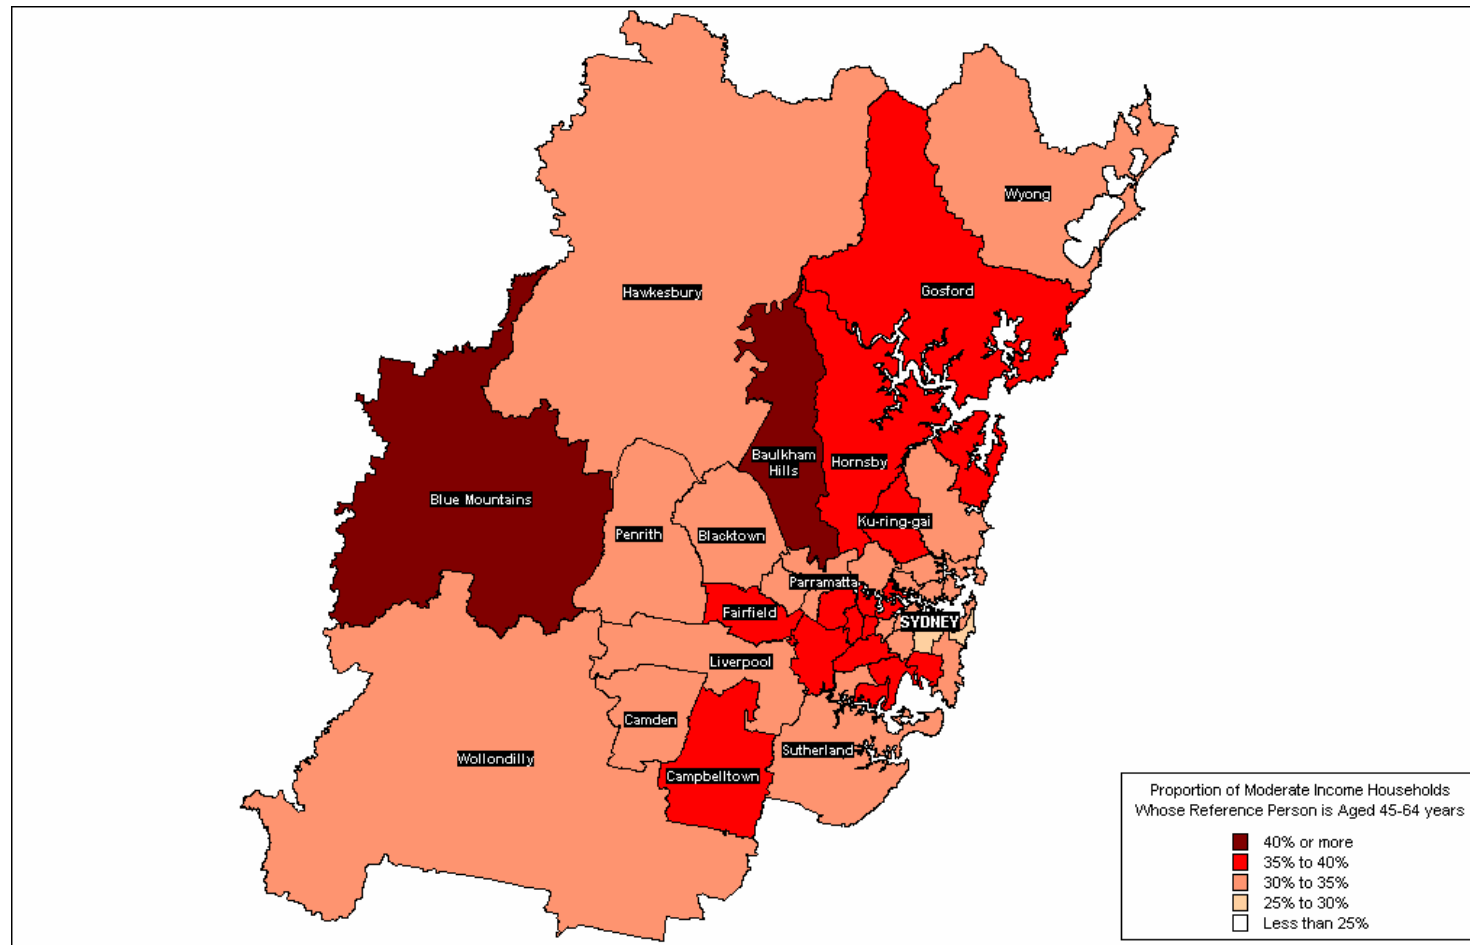 Wyong
Hawkesbury
Gosford
Baulkham
Hills
Hornsby
Blue Mountains
Ku-ring-gai
Penrith
Blacktown
Parramatta
Fairfield
SYDNEY
Liverpool
Camden
Sutherland
Wollondilly
Campbelltown
Proportion of Moderate Income Households
Whose Reference Person is Aged 45-64 years
40% or more
35% to 40%
30% to 35%
25% to 30%
Less than 25%